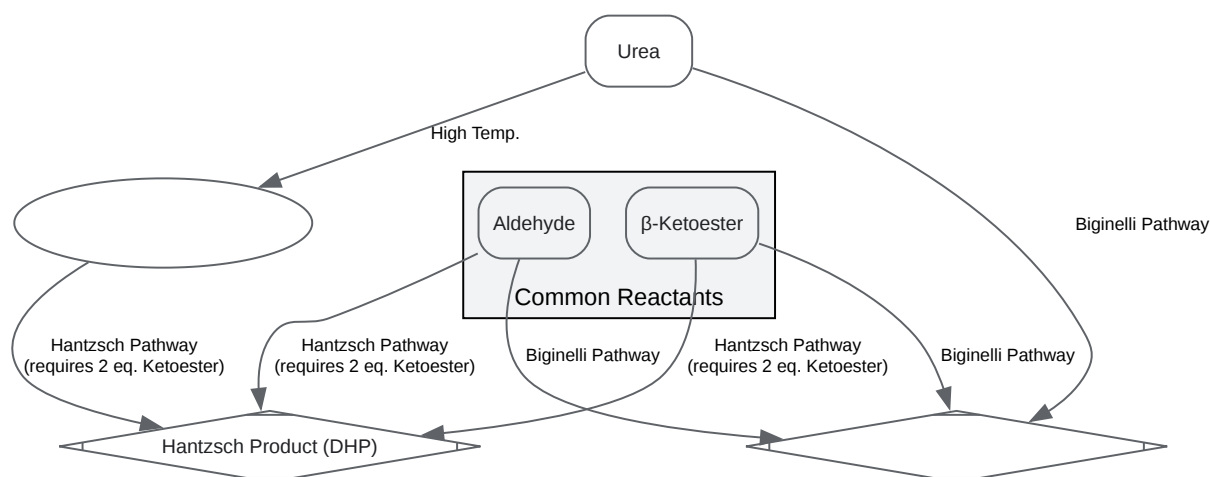 Urea
High Temp.
Aldehyde
β-Ketoester
Biginelli Pathway
Common Reactants
Hantzsch Pathway
(requires 2 eq. Ketoester)
Hantzsch Pathway
(requires 2 eq. Ketoester)
Biginelli Pathway
Hantzsch Pathway
(requires 2 eq. Ketoester)
Biginelli Pathway
Hantzsch Product (DHP)